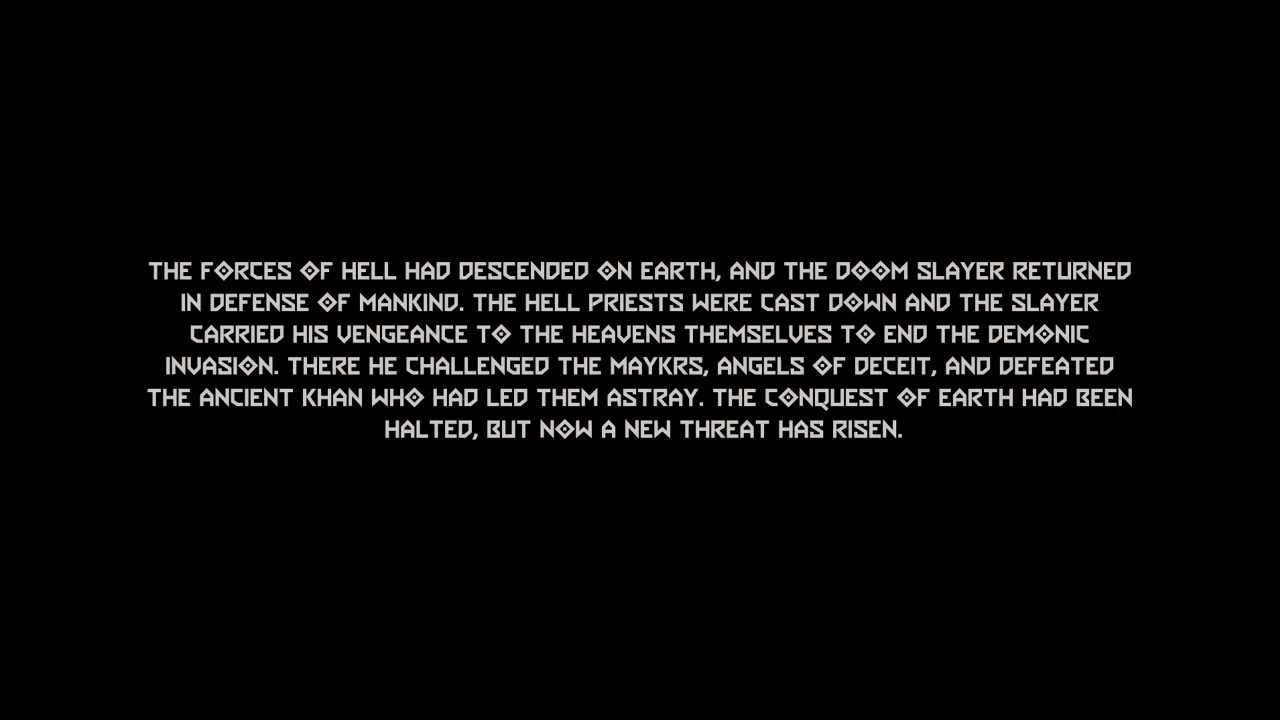 THE FORCES OF HELL HAD DESCENDED ON EARTH, AND THE DOOM SLAYER RETURNED
IN DEFENSE OF MANKIND. THE HELL PRIESTS WERE CAST DOWN AND THE SLAYER
CARRIED HIS VENGEANCE TO THE HEAVENS THEMSELVES TO END THE DEMONIC
INVASION. THERE HE CHALLENGED THE MAYKRS, ANGELS OF DECEIT, AND DEFEATED
THE ANCIENT KHAN WHO HAD LED THEM ASTRAY. THE CONQUEST OF EARTH HAD BEEN
HALTED, BUT NOW A NEW THREAT HAS RISEN.